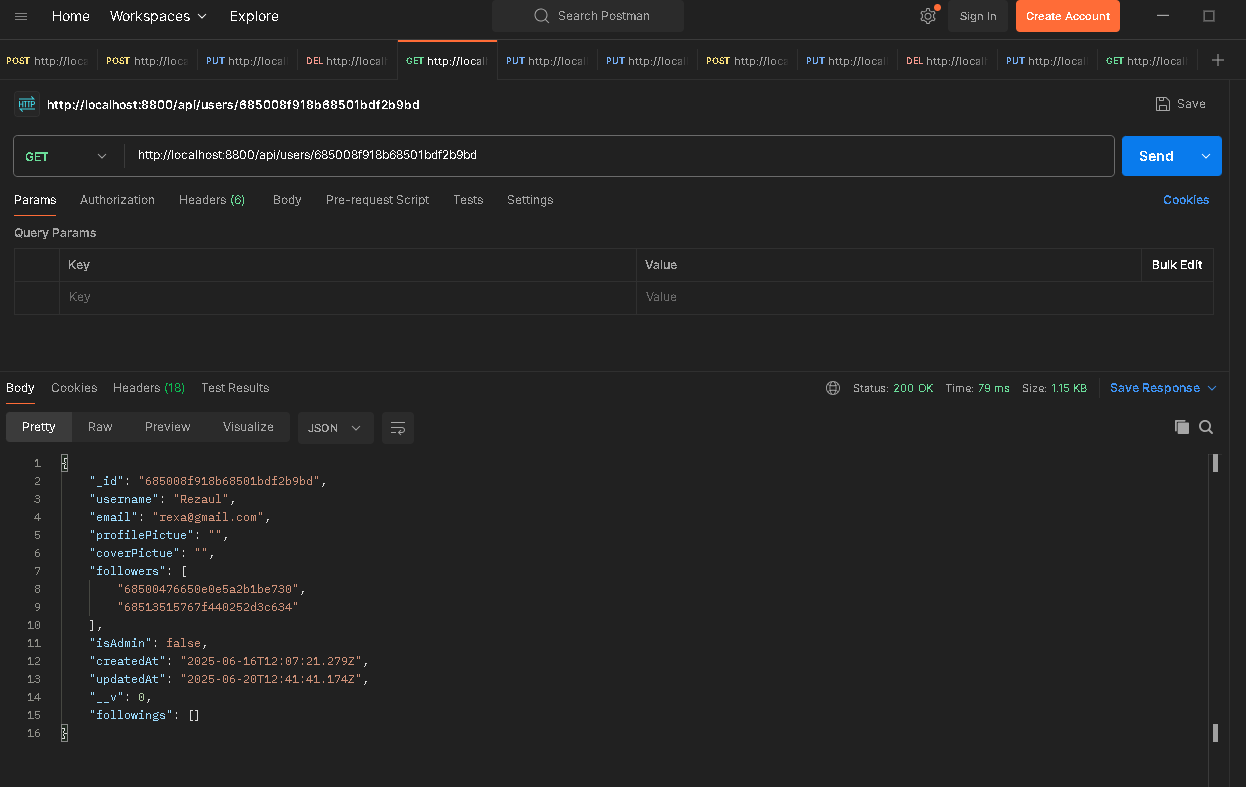 Home Workspaces Explore Search Postman Sign In Create Account
POST http://loca POST http://loca PUT http://local DEL http://local GET http://local PUT http://local PUT http://local POST http://loca PUT http://local DEL http://local PUT http://local GET http://local
HTTP http://localhost:8800/api/users/685008f918b68501bdf2b9bd Save
GET http://localhost:8800/api/users/685008f918b68501bdf2b9bd Send
Params Authorization Headers (6) Body Pre-request Script Tests Settings Cookies
Query Params
Key Value Bulk Edit
Key Value
Body Cookies Headers (18) Test Results Status: 200 OK Time: 79 ms Size: 1.15 KB Save Response
Pretty Raw Preview Visualize JSON
1 {
2 "_id": "685008f918b68501bdf2b9bd",
3 "username": "Rezaul",
4 "email": "rexa@gmail.com",
5 "profilePictue": "",
6 "coverPictue": "",
7 "followers": [
8 "68500476650e0e5a2b1be730",
9 "68513515767f440252d3c634"
10 ],
11 "isAdmin": false,
12 "createdAt": "2025-06-16T12:07:21.279Z",
13 "updatedAt": "2025-06-20T12:41:41.174Z",
14 "__v": 0,
15 "followings": []
16 }